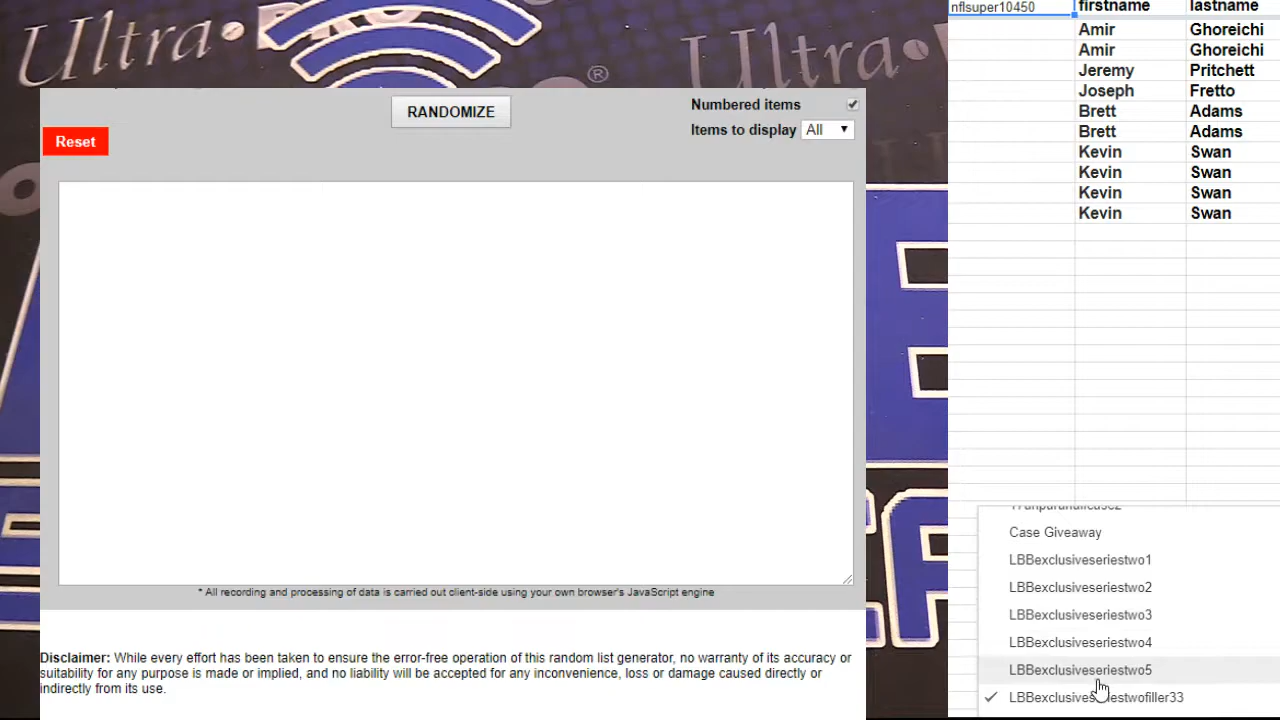 Ultra PRO
Ultra
®
RANDOMIZE
Numbered items
Items to display All
Reset
* All recording and processing of data is carried out client-side using your own browser's JavaScript engine
Disclaimer: While every effort has been taken to ensure the error-free operation of this random list generator, no warranty of its accuracy or
suitability for any purpose is made or implied, and no liability will be accepted for any inconvenience, loss or damage caused directly or
indirectly from its use.
nflsuper10450 firstname lastname
Amir Ghoreichi
Amir Ghoreichi
Jeremy Pritchett
Joseph Fretto
Brett Adams
Brett Adams
Kevin Swan
Kevin Swan
Kevin Swan
Kevin Swan
Case Giveaway
LBBexclusiveseriestwo1
LBBexclusiveseriestwo2
LBBexclusiveseriestwo3
LBBexclusiveseriestwo4
LBBexclusiveseriestwo5
LBBexclusiveseriestwofiller33